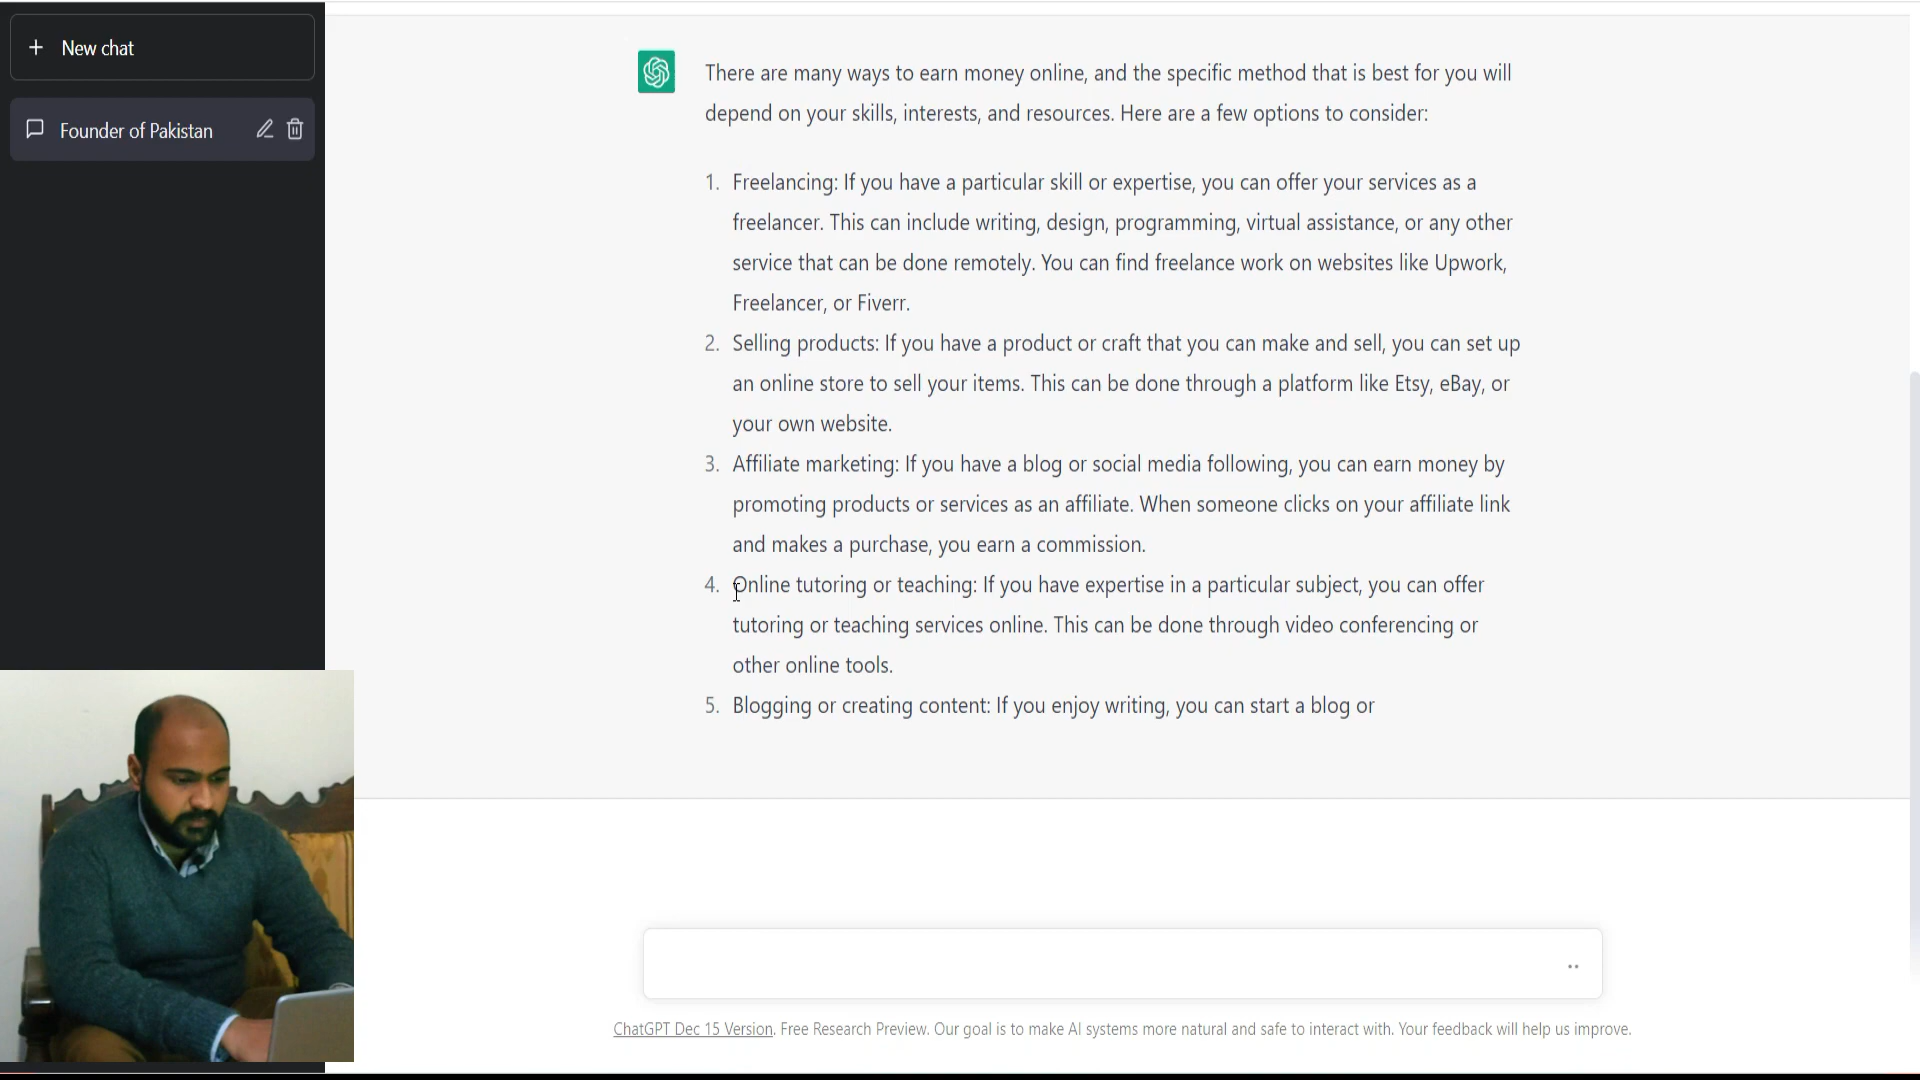 New chat
Founder of Pakistan
There are many ways to earn money online, and the specific method that is best for you will
depend on your skills, interests, and resources. Here are a few options to consider:
1. Freelancing: If you have a particular skill or expertise, you can offer your services as a
freelancer. This can include writing, design, programming, virtual assistance, or any other
service that can be done remotely. You can find freelance work on websites like Upwork,
Freelancer, or Fiverr.
2. Selling products: If you have a product or craft that you can make and sell, you can set up
an online store to sell your items. This can be done through a platform like Etsy, eBay, or
your own website.
3. Affiliate marketing: If you have a blog or social media following, you can earn money by
promoting products or services as an affiliate. When someone clicks on your affiliate link
and makes a purchase, you earn a commission.
4. Online tutoring or teaching: If you have expertise in a particular subject, you can offer
tutoring or teaching services online. This can be done through video conferencing or
other online tools.
5. Blogging or creating content: If you enjoy writing, you can start a blog or
ChatGPT Dec 15 Version. Free Research Preview. Our goal is to make AI systems more natural and safe to interact with. Your feedback will help us improve.